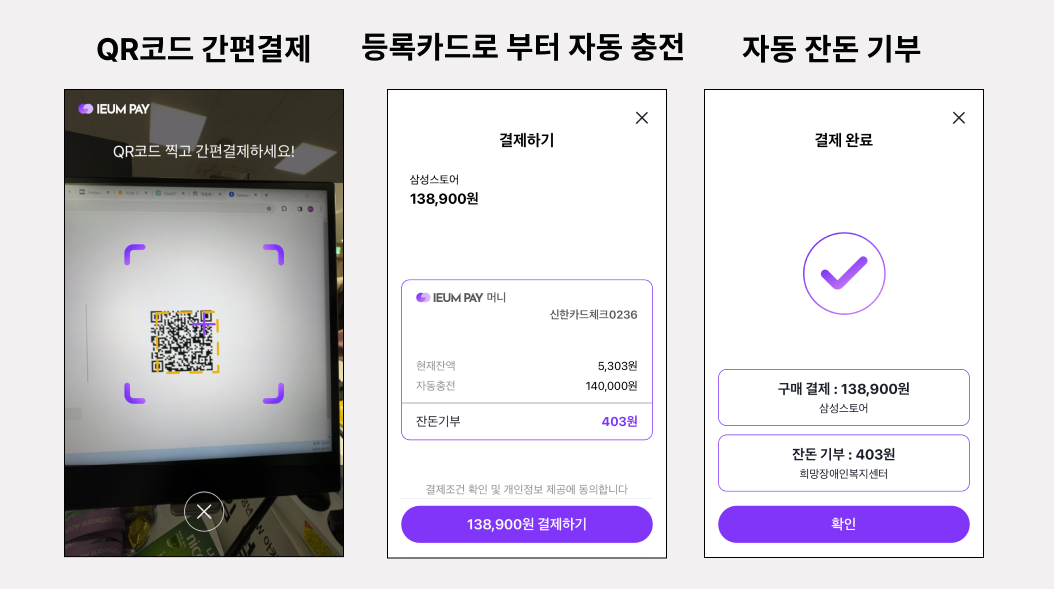 QR코드 간편결제
등록카드로 부터 자동 충전
자동 잔돈 기부
IEUM PAY
QR코드 찍고 간편결제하세요!
결제하기
삼성스토어
138,900원
IEUM PAY 머니
신한카드체크0236
현재잔액 5,303원
자동충전 140,000원
잔돈기부 403원
결제조건 확인 및 개인정보 제공에 동의합니다
138,900원 결제하기
결제 완료
구매 결제 : 138,900원
삼성스토어
잔돈 기부 : 403원
희망장애인복지센터
확인